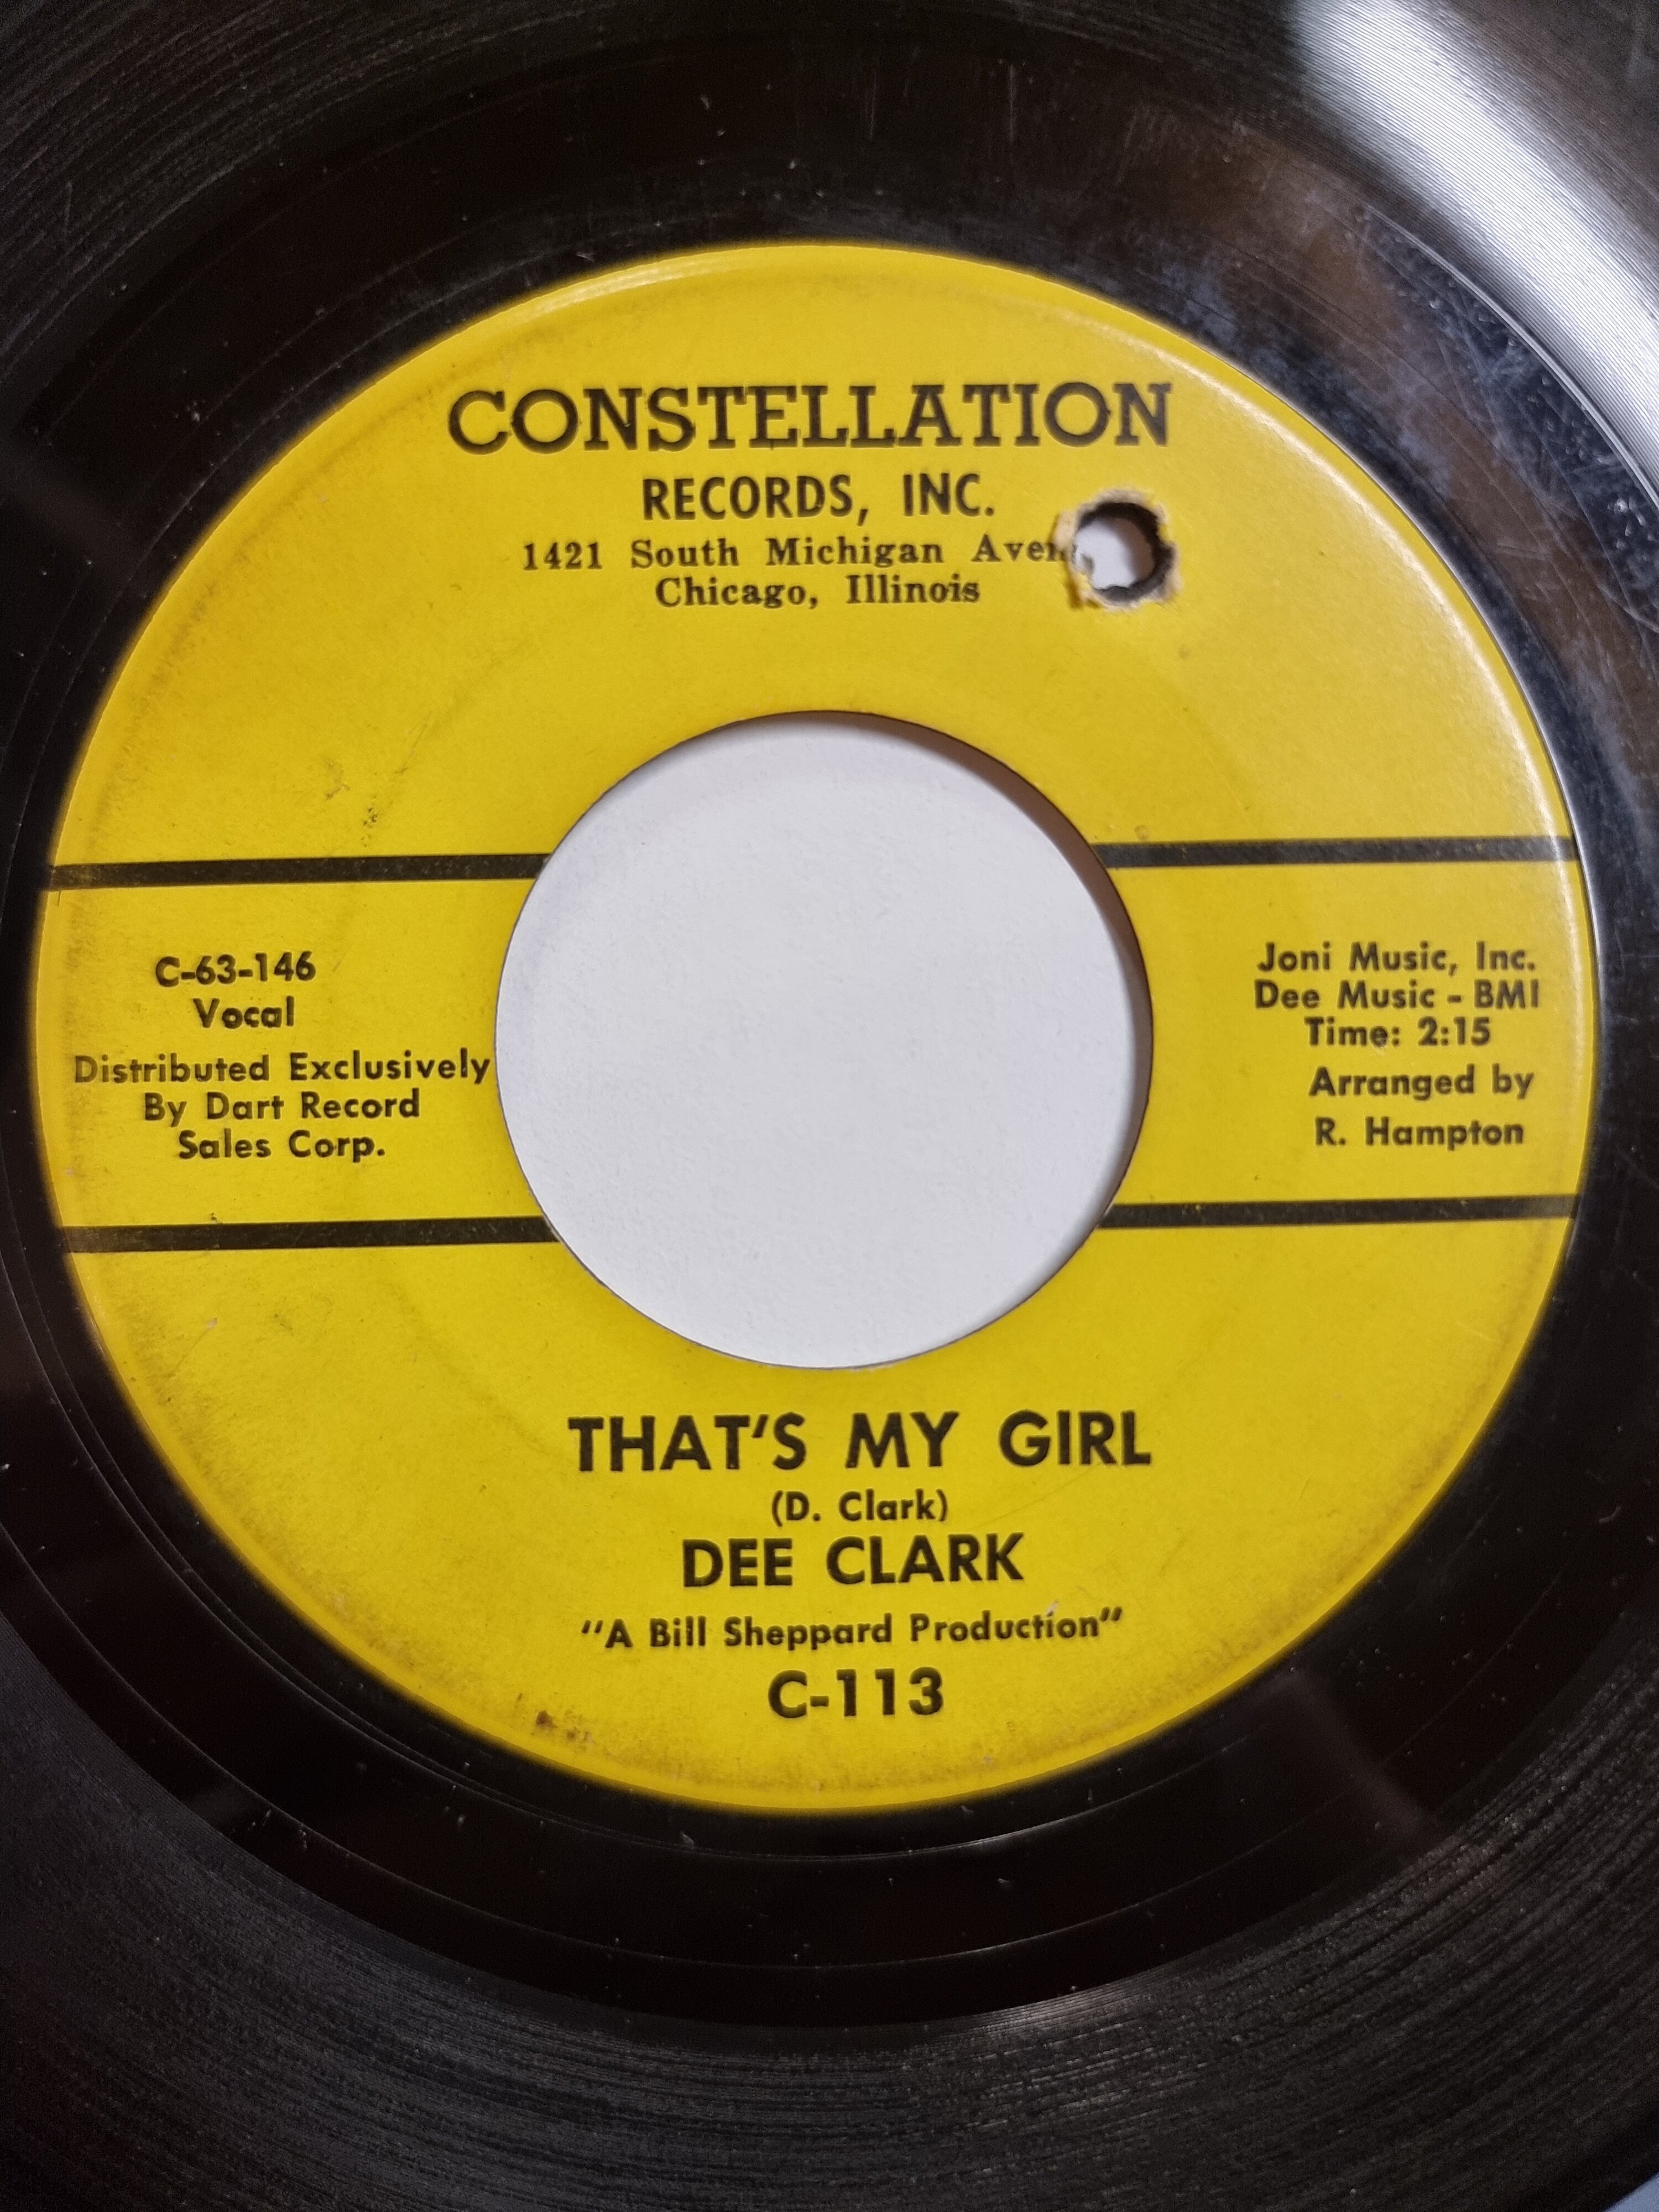 CONSTELLATION
RECORDS, INC.
1421 South Michigan
Chicago, Illinois
C-63-146
Vocal
Distributed Exclusively
By Dart Record
Sales Corp.
Joni Music, Inc.
Dee Music - BMI
Time: 2:15
Arranged by
R. Hampton
THAT'S MY GIRL
(D. Clark)
DEE CLARK
"A Bill Sheppard Production"
C-113